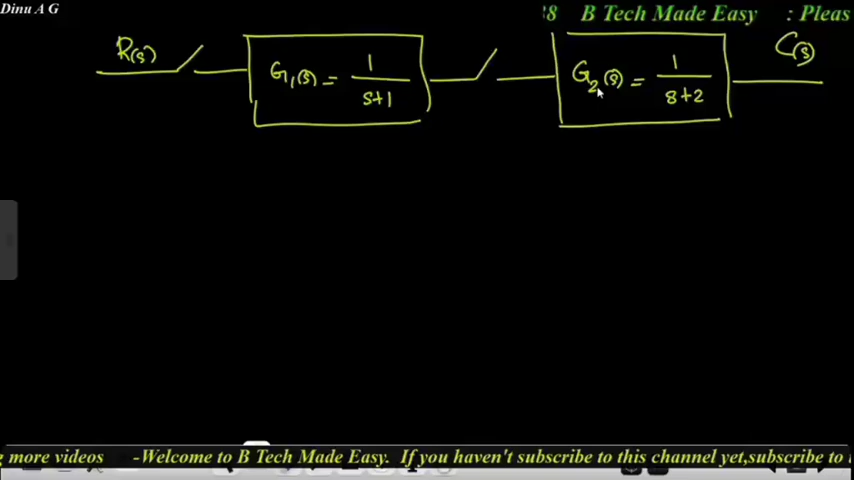 Dinu A G
38 B Tech Made Easy : Pleas
R(s) G1(s) = 1/(s+1) G2(s) = 1/(s+2) C(s)
g more videos -Welcome to B Tech Made Easy. If you haven't subscribe to this channel yet,subscribe to